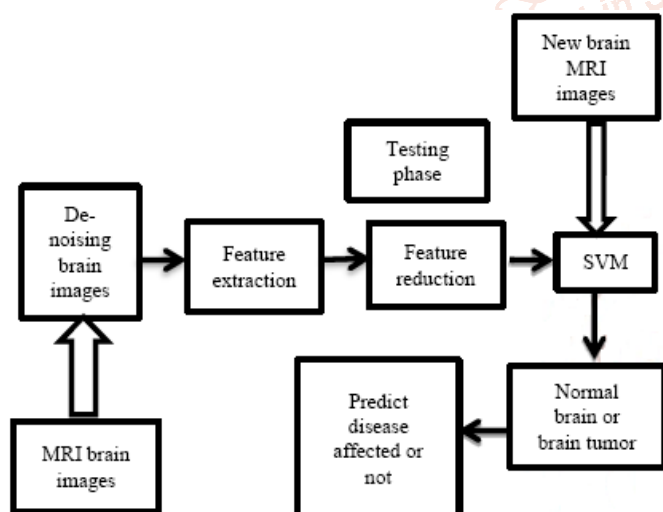 New brain
MRI
images
Testing
phase
De-
noising
brain
images
Feature
extraction
Feature
reduction
SVM
MRI brain
images
Predict
disease
affected or
not
Normal
brain or
brain tumor